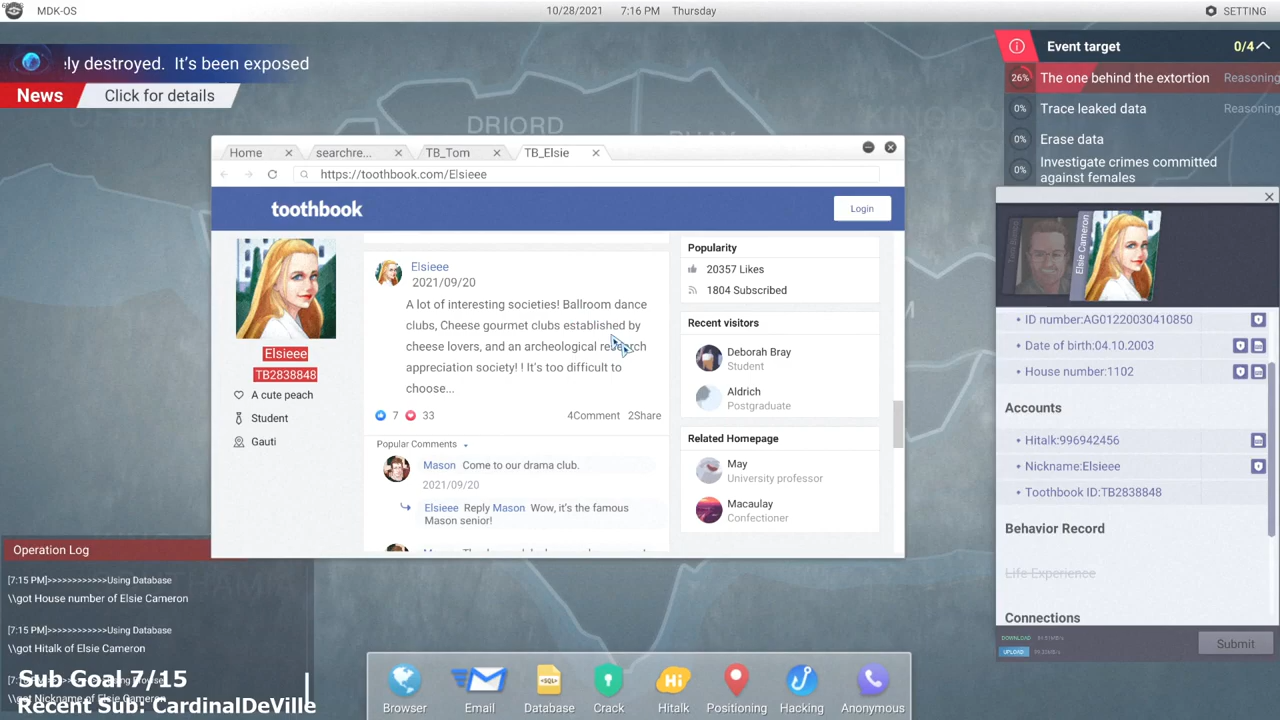 MDK-OS
10/28/2021 7:16 PM Thursday
SETTING
ly destroyed. It's been exposed
News Click for details
Event target 0/4
26% The one behind the extortion Reasoning
0% Trace leaked data Reasoning
0% Erase data
0% Investigate crimes committed
against females
DRIORD
Home
searchre...
TB_Tom
TB_Elsie
https://toothbook.com/Elsieee
toothbook
Login
Elsieee
TB2838848
A cute peach
Student
Gauti
Elsieee
2021/09/20
A lot of interesting societies! Ballroom dance
clubs, Cheese gourmet clubs established by
cheese lovers, and an archeological research
appreciation society! ! It's too difficult to
choose...
7 33 4Comment 2Share
Popular Comments
Mason Come to our drama club.
2021/09/20
Elsieee Reply Mason Wow, it's the famous
Mason senior!
Popularity
20357 Likes
1804 Subscribed
Recent visitors
Deborah Bray
Student
Aldrich
Postgraduate
Related Homepage
May
University professor
Macaulay
Confectioner
Elsie Cameron
• ID number:AG01220030410850
• Date of birth:04.10.2003
• House number:1102
Accounts
• Hitalk:996942456
• Nickname:Elsieee
• Toothbook ID:TB2838848
Behavior Record
Life Experience
Connections
DOWNLOAD
UPLOAD
Submit
Operation Log
[7:15 PM]>>>>>>>>>>>>Using Database
\\got House number of Elsie Cameron
[7:15 PM]>>>>>>>>>>>>Using Database
\\got Hitalk of Elsie Cameron
\\got Nickname of Elsie Cameron
Sub Goal 7/15
Recent Sub: CardinalDeVille
Browser
Email
Database
Crack
Hi
Hitalk
Positioning
Hacking
Anonymous